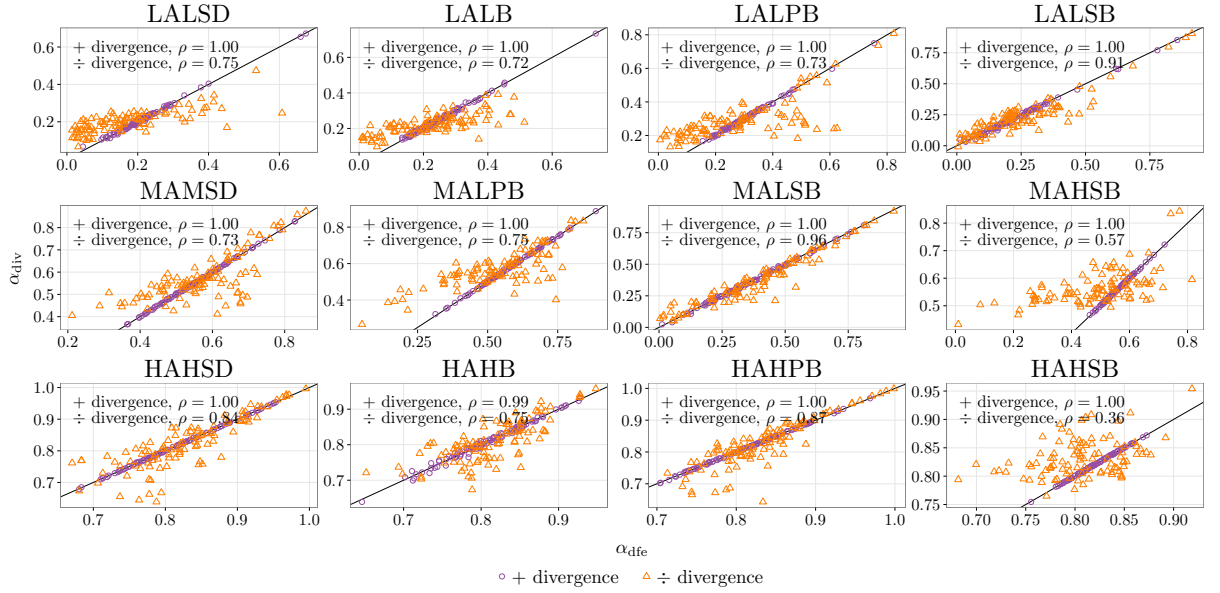 LALSD
LALB
LALPB
LALSB
+ divergence, ρ = 1.00
÷ divergence, ρ = 0.75
+ divergence, ρ = 1.00
÷ divergence, ρ = 0.72
+ divergence, ρ = 1.00
÷ divergence, ρ = 0.73
+ divergence, ρ = 1.00
÷ divergence, ρ = 0.91
0.6
0.4
0.2
0.6
0.4
0.2
0.8
0.6
0.4
0.2
0.75
0.50
0.25
0.00
0.0 0.2 0.4 0.6
0.0 0.2 0.4 0.6
0.0 0.2 0.4 0.6 0.8
0.00 0.25 0.50 0.75
MAMSD
MALPB
MALSB
MAHSB
+ divergence, ρ = 1.00
÷ divergence, ρ = 0.73
+ divergence, ρ = 1.00
÷ divergence, ρ = 0.75
+ divergence, ρ = 1.00
÷ divergence, ρ = 0.96
+ divergence, ρ = 1.00
÷ divergence, ρ = 0.57
α_div
0.8
0.7
0.6
0.5
0.4
0.8
0.6
0.4
0.75
0.50
0.25
0.00
0.8
0.7
0.6
0.5
0.2 0.4 0.6 0.8
0.25 0.50 0.75
0.00 0.25 0.50 0.75
0.0 0.2 0.4 0.6 0.8
HAHSD
HAHB
HAHPB
HAHSB
+ divergence, ρ = 1.00
÷ divergence, ρ = 0.84
+ divergence, ρ = 0.99
÷ divergence, ρ = 0.75
+ divergence, ρ = 1.00
÷ divergence, ρ = 0.87
+ divergence, ρ = 1.00
÷ divergence, ρ = 0.36
1.0
0.9
0.8
0.7
0.9
0.8
0.7
1.0
0.9
0.8
0.7
0.95
0.90
0.85
0.80
0.75
0.7 0.8 0.9 1.0
0.7 0.8 0.9
0.7 0.8 0.9 1.0
0.70 0.75 0.80 0.85 0.90
α_dfe
+ divergence ÷ divergence